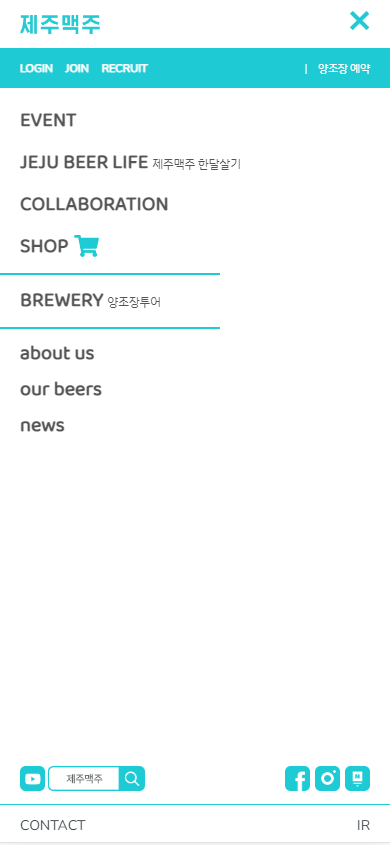 제주맥주
LOGIN JOIN RECRUIT | 양조장 예약
EVENT
JEJU BEER LIFE 제주맥주 한달살기
COLLABORATION
SHOP
BREWERY 양조장투어
about us
our beers
news
제주맥주
CONTACT IR